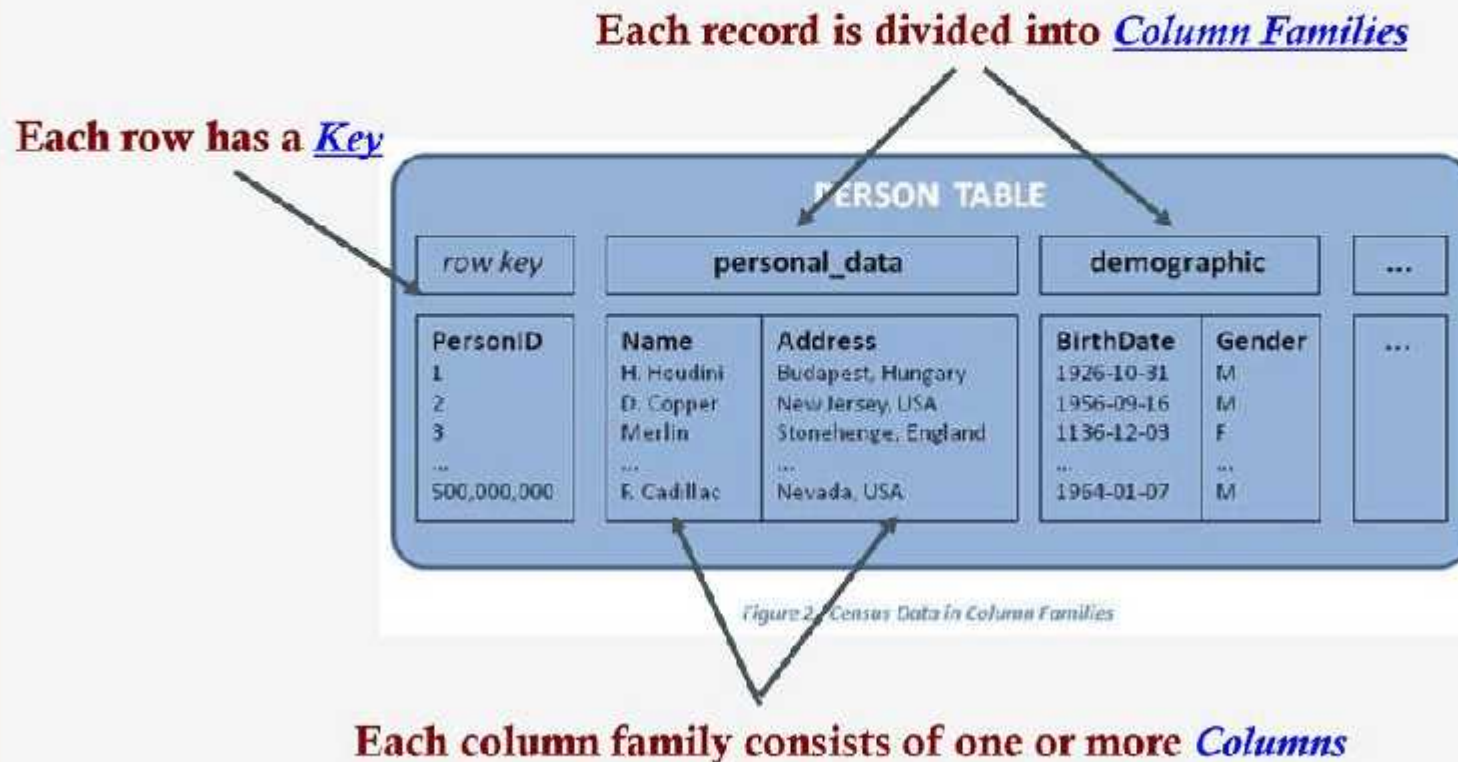 Each record is divided into Column Families
Each row has a Key
PERSON TABLE
row key personal_data demographic ...
PersonID Name Address BirthDate Gender ...
1 H. Houdini Budapest, Hungary 1926-10-31 M
2 D. Copper New Jersey, USA 1956-09-16 M
3 Merlin Stonehenge, England 1136-12-03 F
... ... ... ... ...
500,000,000 F. Cadillac Nevada, USA 1964-01-07 M
Figure 2. Census Data in Column Families
Each column family consists of one or more Columns